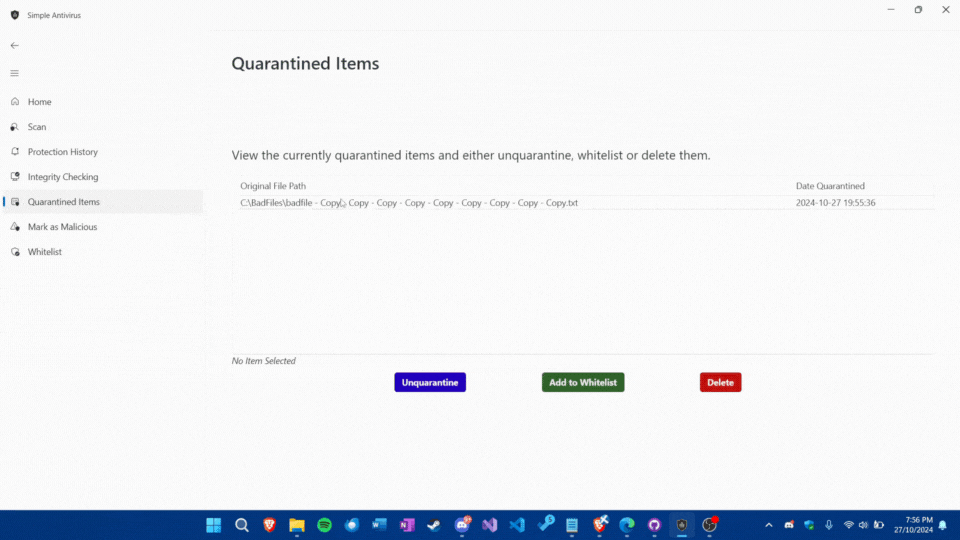 Simple Antivirus
Home
Scan
Protection History
Integrity Checking
Quarantined Items
Mark as Malicious
Whitelist
Quarantined Items
View the currently quarantined items and either unquarantine, whitelist or delete them.
Original File Path Date Quarantined
C:\BadFiles\badfile - Copy - Copy - Copy - Copy - Copy - Copy - Copy - Copy - Copy.txt 2024-10-27 19:55:36
No Item Selected
Unquarantine Add to Whitelist Delete
7:56 PM
27/10/2024